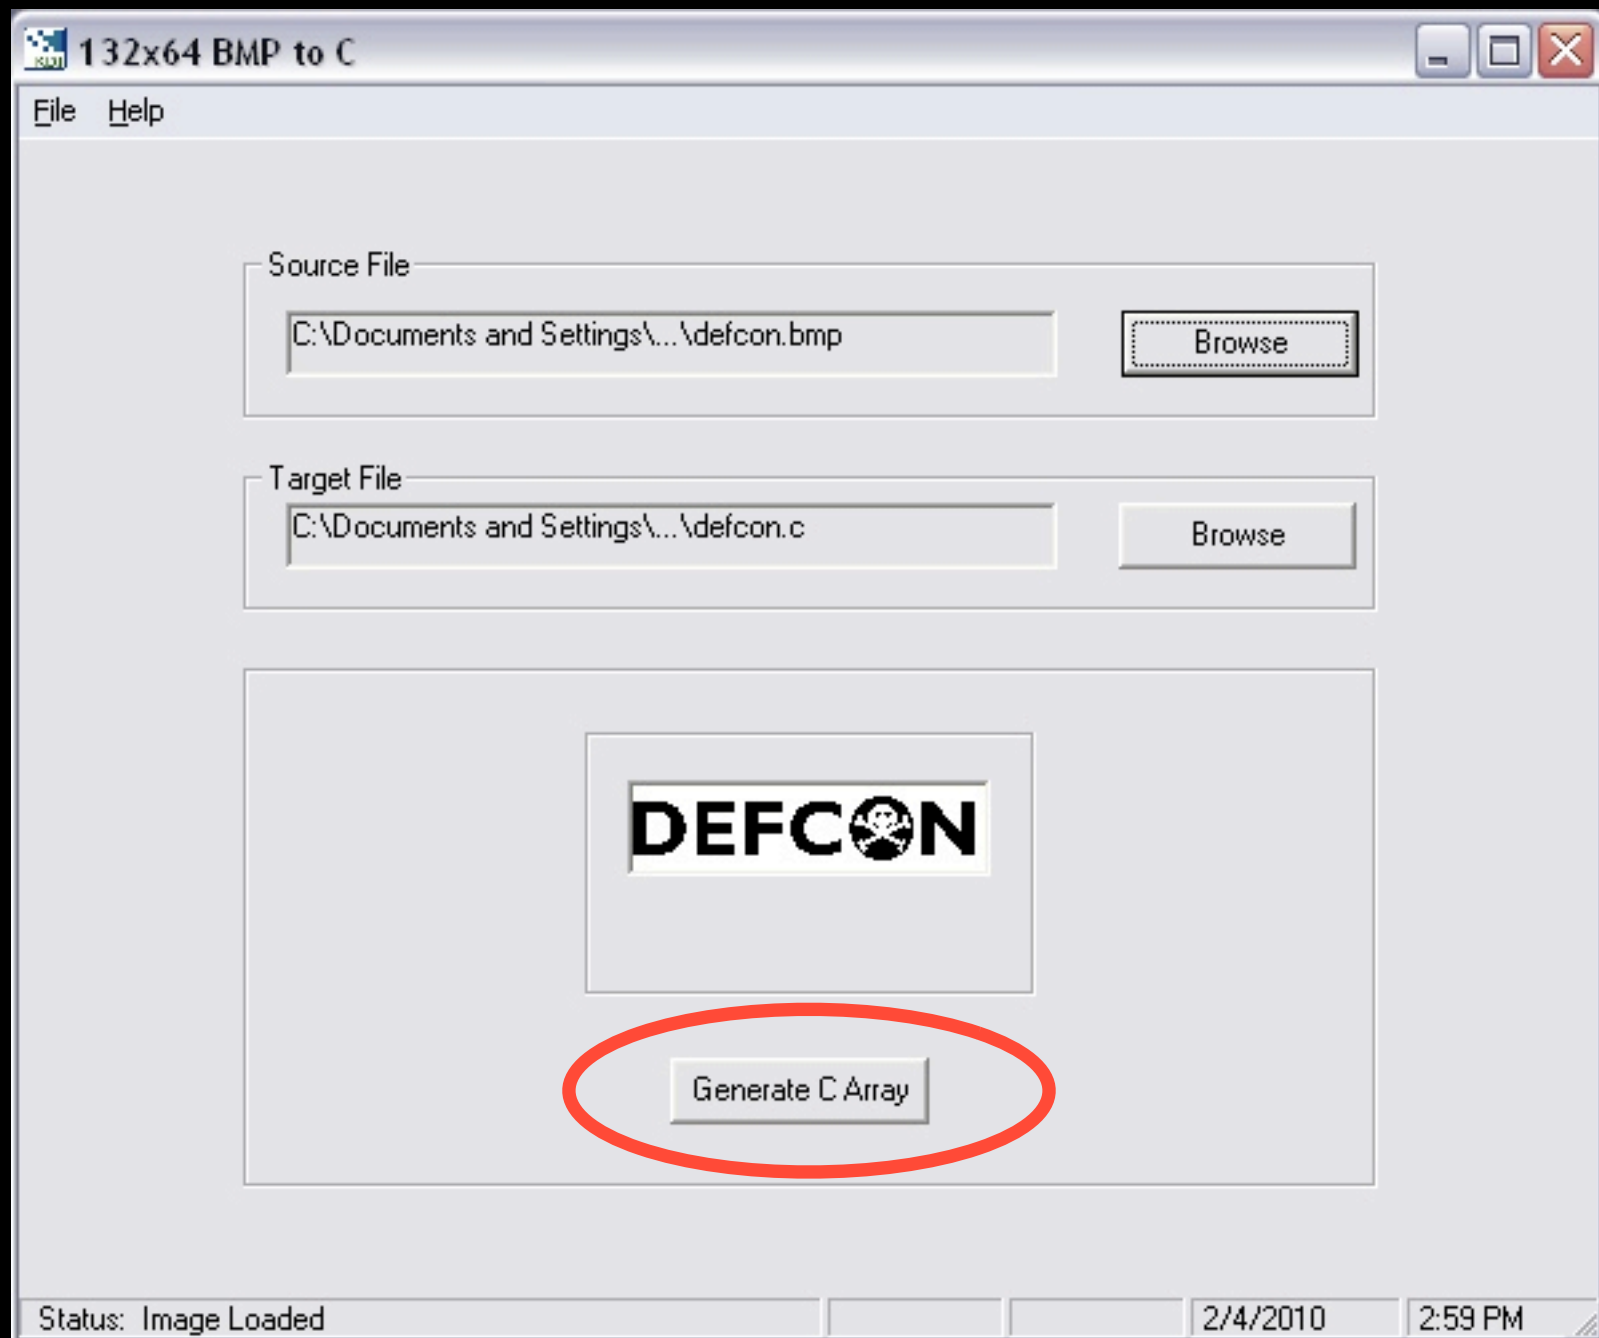 132x64 BMP to C
File Help
Source File
C:\Documents and Settings\...\defcon.bmp
Browse
Target File
C:\Documents and Settings\...\defcon.c
Browse
DEFCON
Generate C Array
Status: Image Loaded
2/4/2010
2:59 PM